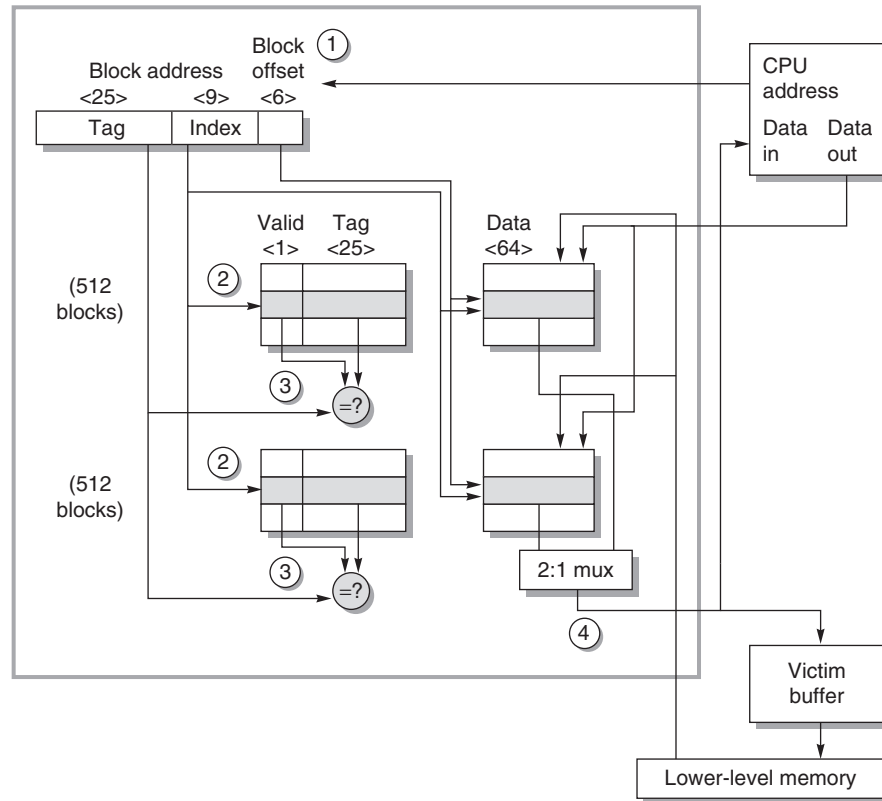 Block address
Block
offset
1
<25>
<9>
<6>
Tag
Index
CPU
address
Data
in
Data
out
Valid
<1>
Tag
<25>
Data
<64>
(512
blocks)
2
3
=?
(512
blocks)
2
3
=?
2:1 mux
4
Victim
buffer
Lower-level memory